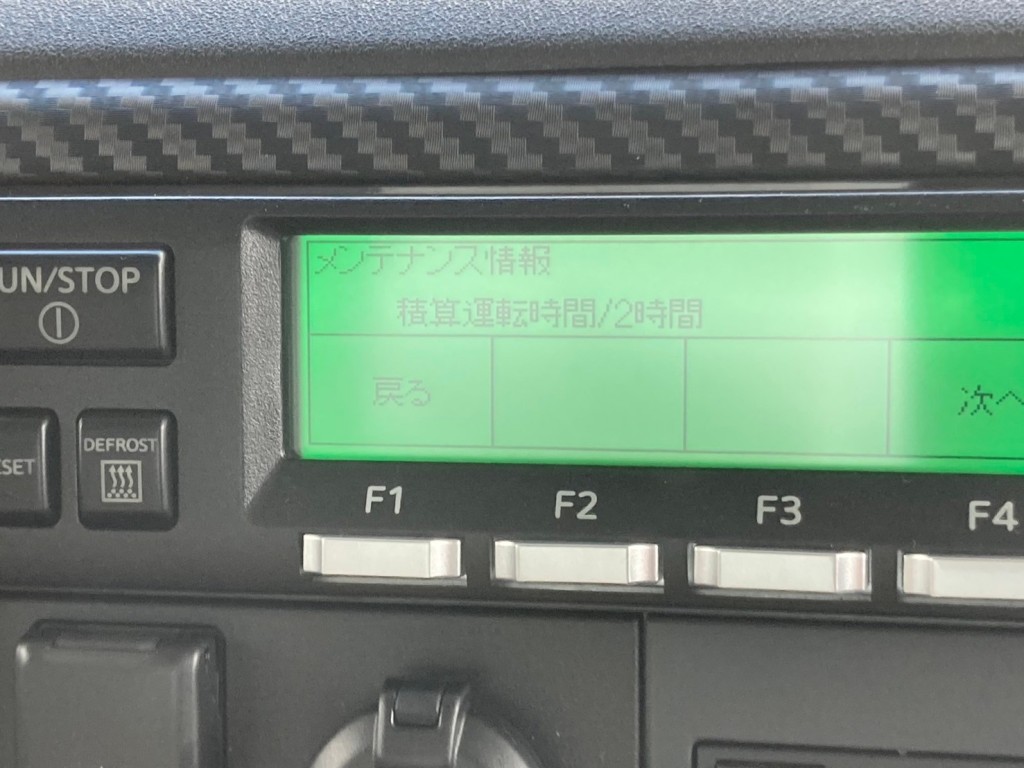 メンテナンス情報
積算運転時間/2時間
戻る
次へ
UN/STOP
DEFROST
SET
F1
F2
F3
F4